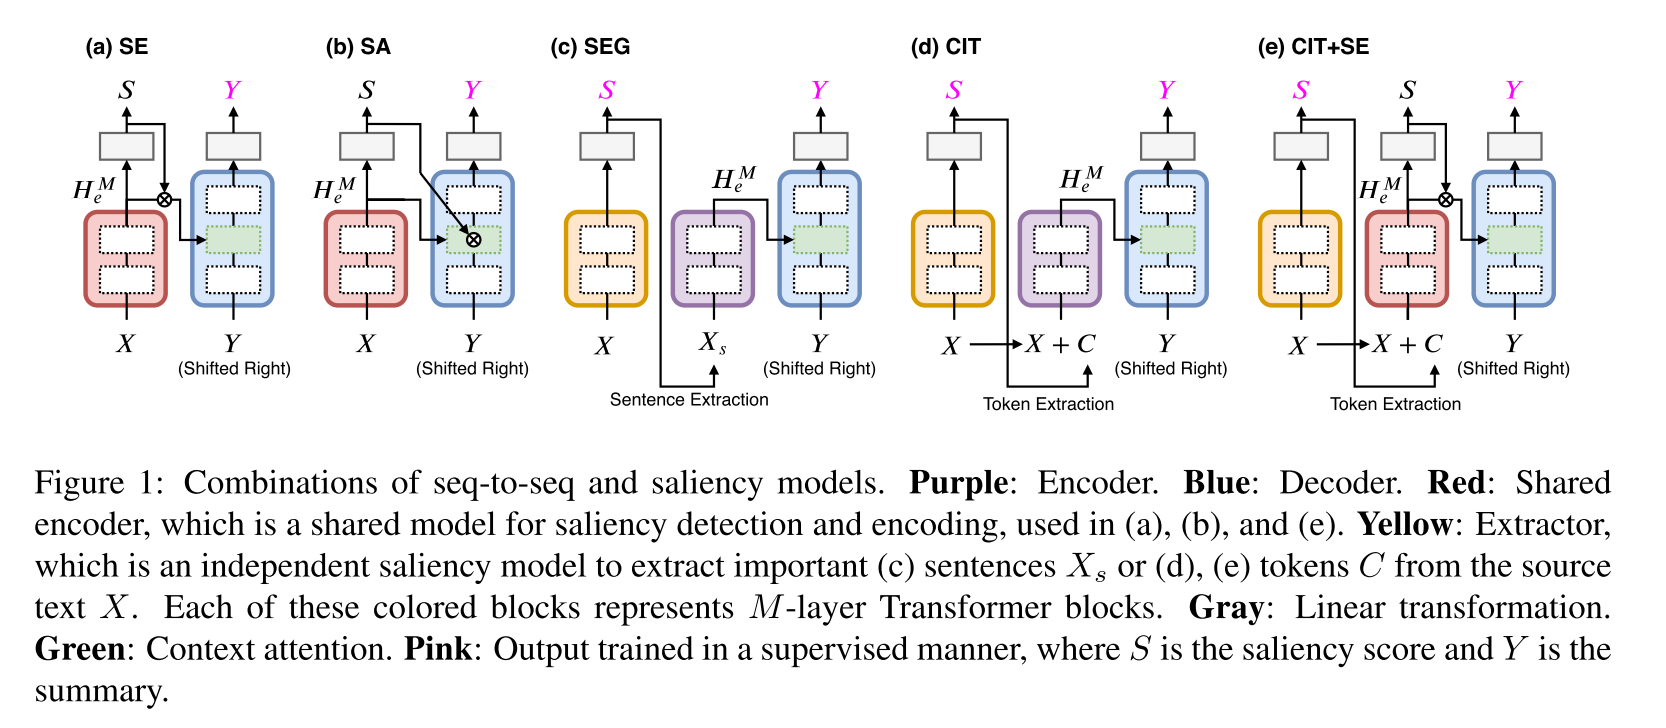 (a) SE
(b) SA
(c) SEG
(d) CIT
(e) CIT+SE
S Y S Y S Y S Y S S Y
H_e^M H_e^M H_e^M H_e^M H_e^M
⊗ ⊗ ⊗
X Y X Y X X_s Y X X + C Y X X + C Y
(Shifted Right) (Shifted Right) (Shifted Right) (Shifted Right) (Shifted Right)
Sentence Extraction
Token Extraction
Token Extraction
Figure 1: Combinations of seq-to-seq and saliency models. Purple: Encoder. Blue: Decoder. Red: Shared
encoder, which is a shared model for saliency detection and encoding, used in (a), (b), and (e). Yellow: Extractor,
which is an independent saliency model to extract important (c) sentences X_s or (d), (e) tokens C from the source
text X. Each of these colored blocks represents M-layer Transformer blocks. Gray: Linear transformation.
Green: Context attention. Pink: Output trained in a supervised manner, where S is the saliency score and Y is the
summary.